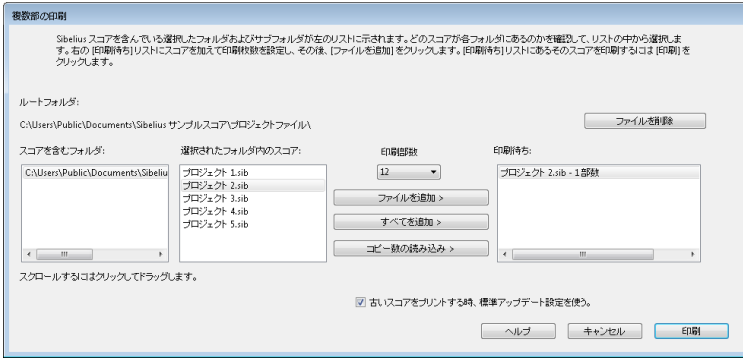 複数部の印刷
Sibelius スコアを含んでいる選択したフォルダおよびサブフォルダが左のリストに示されます。どのスコアが各フォルダにあるのかを確認して、リストの中から選択しま
す。右の [印刷待ち]リストにスコアを加えて印刷枚数を設定し、その後、[ファイルを追加] をクリックします。[印刷待ち]リストにあるそのスコアを印刷するには [印刷] を
クリックします。
ルートフォルダ:
C:\Users\Public\Documents\Sibelius サンプルスコア\プロジェクトファイル\
ファイルを削除
スコアを含むフォルダ:
選択されたフォルダ内のスコア:
印刷部数
印刷待ち:
C:\Users\Public\Documents\Sibeliu
プロジェクト 1.sib
プロジェクト 2.sib
プロジェクト 3.sib
プロジェクト 4.sib
プロジェクト 5.sib
12
ファイルを追加 >
すべてを追加 >
コピー数の読み込み >
プロジェクト 2.sib - 1部数
スクロールするにはクリックしてドラッグします。
古いスコアをプリントする時、標準アップデート設定を使う。
ヘルプ
キャンセル
印刷